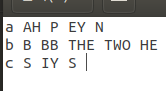 a AH P EY N
b B BB THE TWO HE
c S IY S